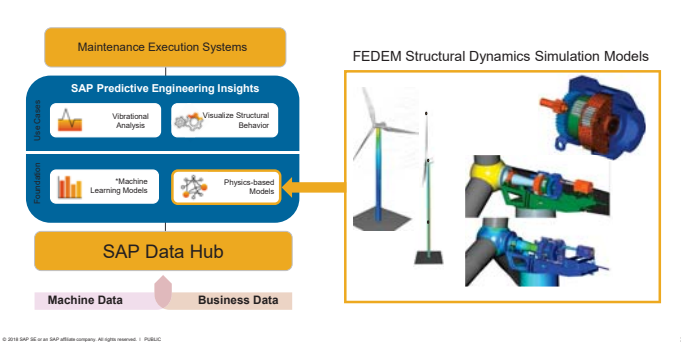 Maintenance Execution Systems
FEDEM Structural Dynamics Simulation Models
SAP Predictive Engineering Insights
Use Cases
Vibrational
Analysis
Visualize Structural
Behavior
Foundation
*Machine
Learning Models
Physics-based
Models
SAP Data Hub
Machine Data
Business Data
© 2018 SAP SE or an SAP affiliate company. All rights reserved. I PUBLIC